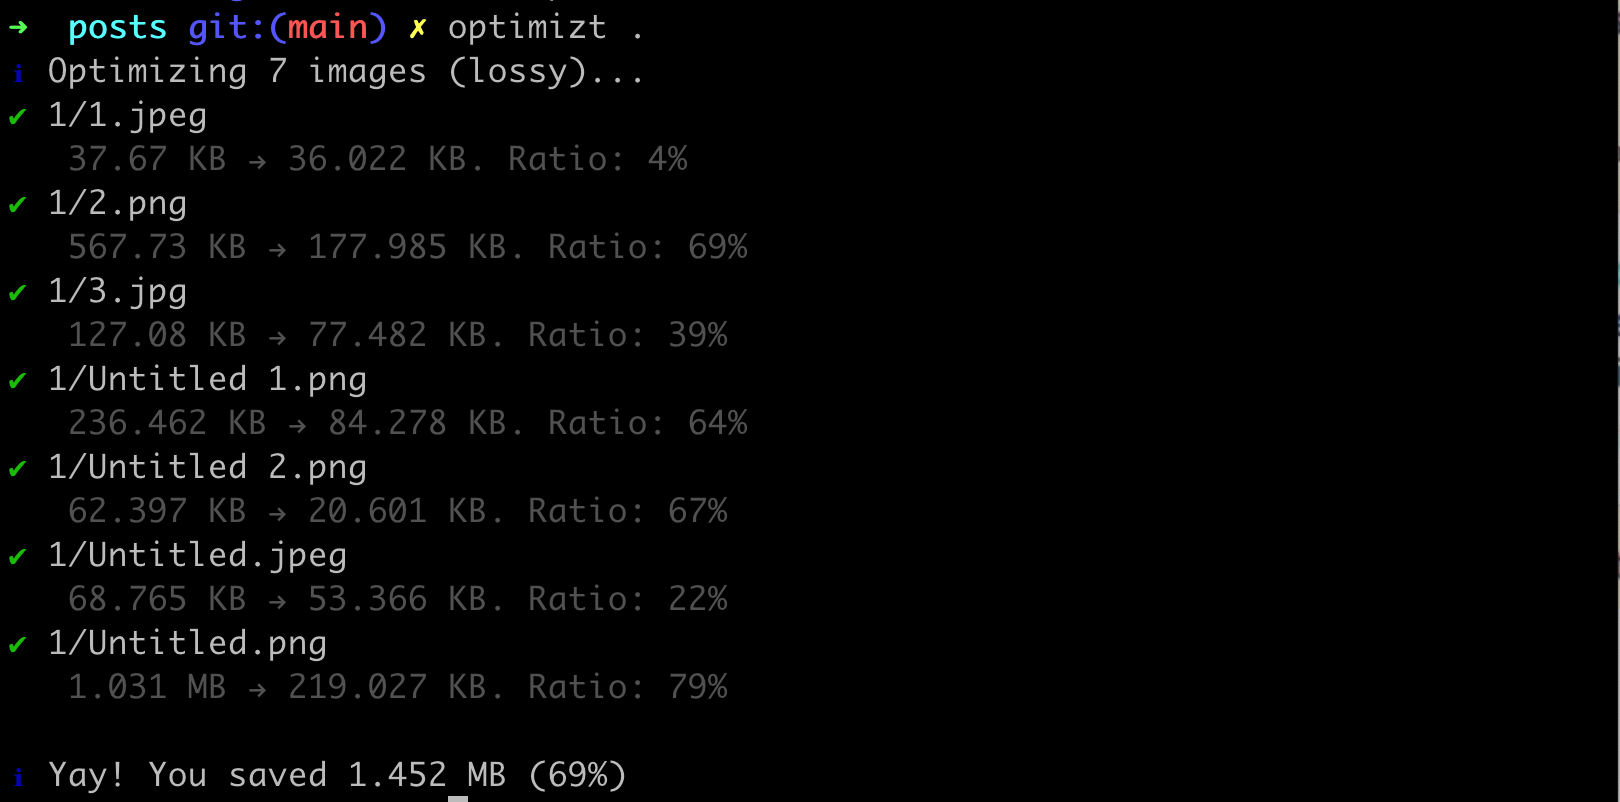 ➜  posts git:(main) ✗ optimizt .
ℹ Optimizing 7 images (lossy)...
✔ 1/1.jpeg
37.67 KB → 36.022 KB. Ratio: 4%
✔ 1/2.png
567.73 KB → 177.985 KB. Ratio: 69%
✔ 1/3.jpg
127.08 KB → 77.482 KB. Ratio: 39%
✔ 1/Untitled 1.png
236.462 KB → 84.278 KB. Ratio: 64%
✔ 1/Untitled 2.png
62.397 KB → 20.601 KB. Ratio: 67%
✔ 1/Untitled.jpeg
68.765 KB → 53.366 KB. Ratio: 22%
✔ 1/Untitled.png
1.031 MB → 219.027 KB. Ratio: 79%
ℹ Yay! You saved 1.452 MB (69%)